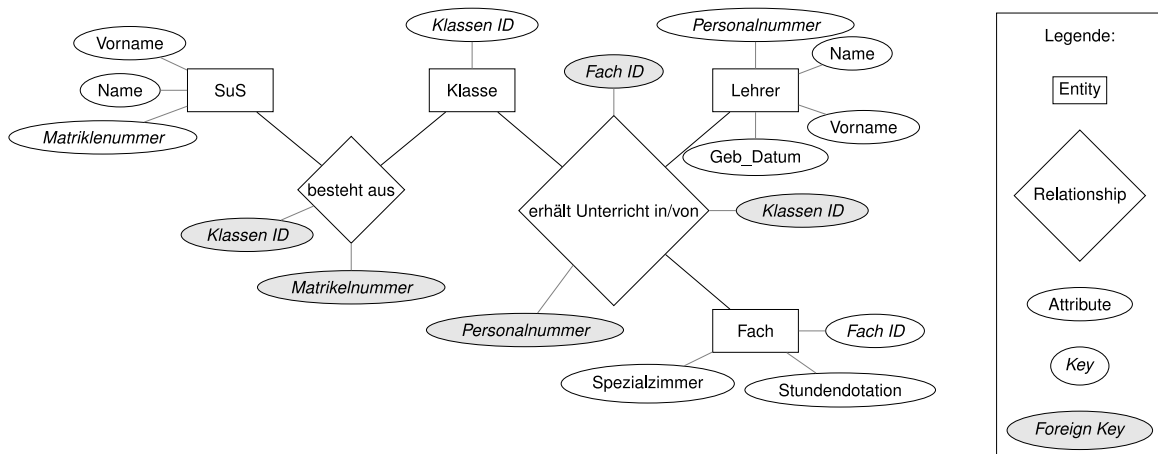 Klassen ID
Personalnummer
Legende:
Vorname
Name
Fach ID
Name
SuS
Klasse
Lehrer
Entity
Matriklenummer
Vorname
Geb_Datum
besteht aus
Relationship
erhält Unterricht in/von
Klassen ID
Klassen ID
Matrikelnummer
Attribute
Personalnummer
Fach
Fach ID
Key
Spezialzimmer
Stundendotation
Foreign Key